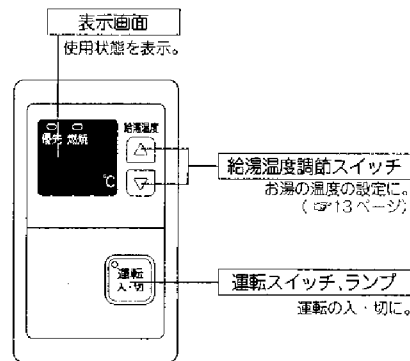 表示画面
使用状態を表示。
優先 燃焼
給湯温度
℃
給湯温度調節スイッチ
お湯の温度の設定に。
(☞13ページ)
運転
入・切
運転スイッチ、ランプ
運転の入・切に。